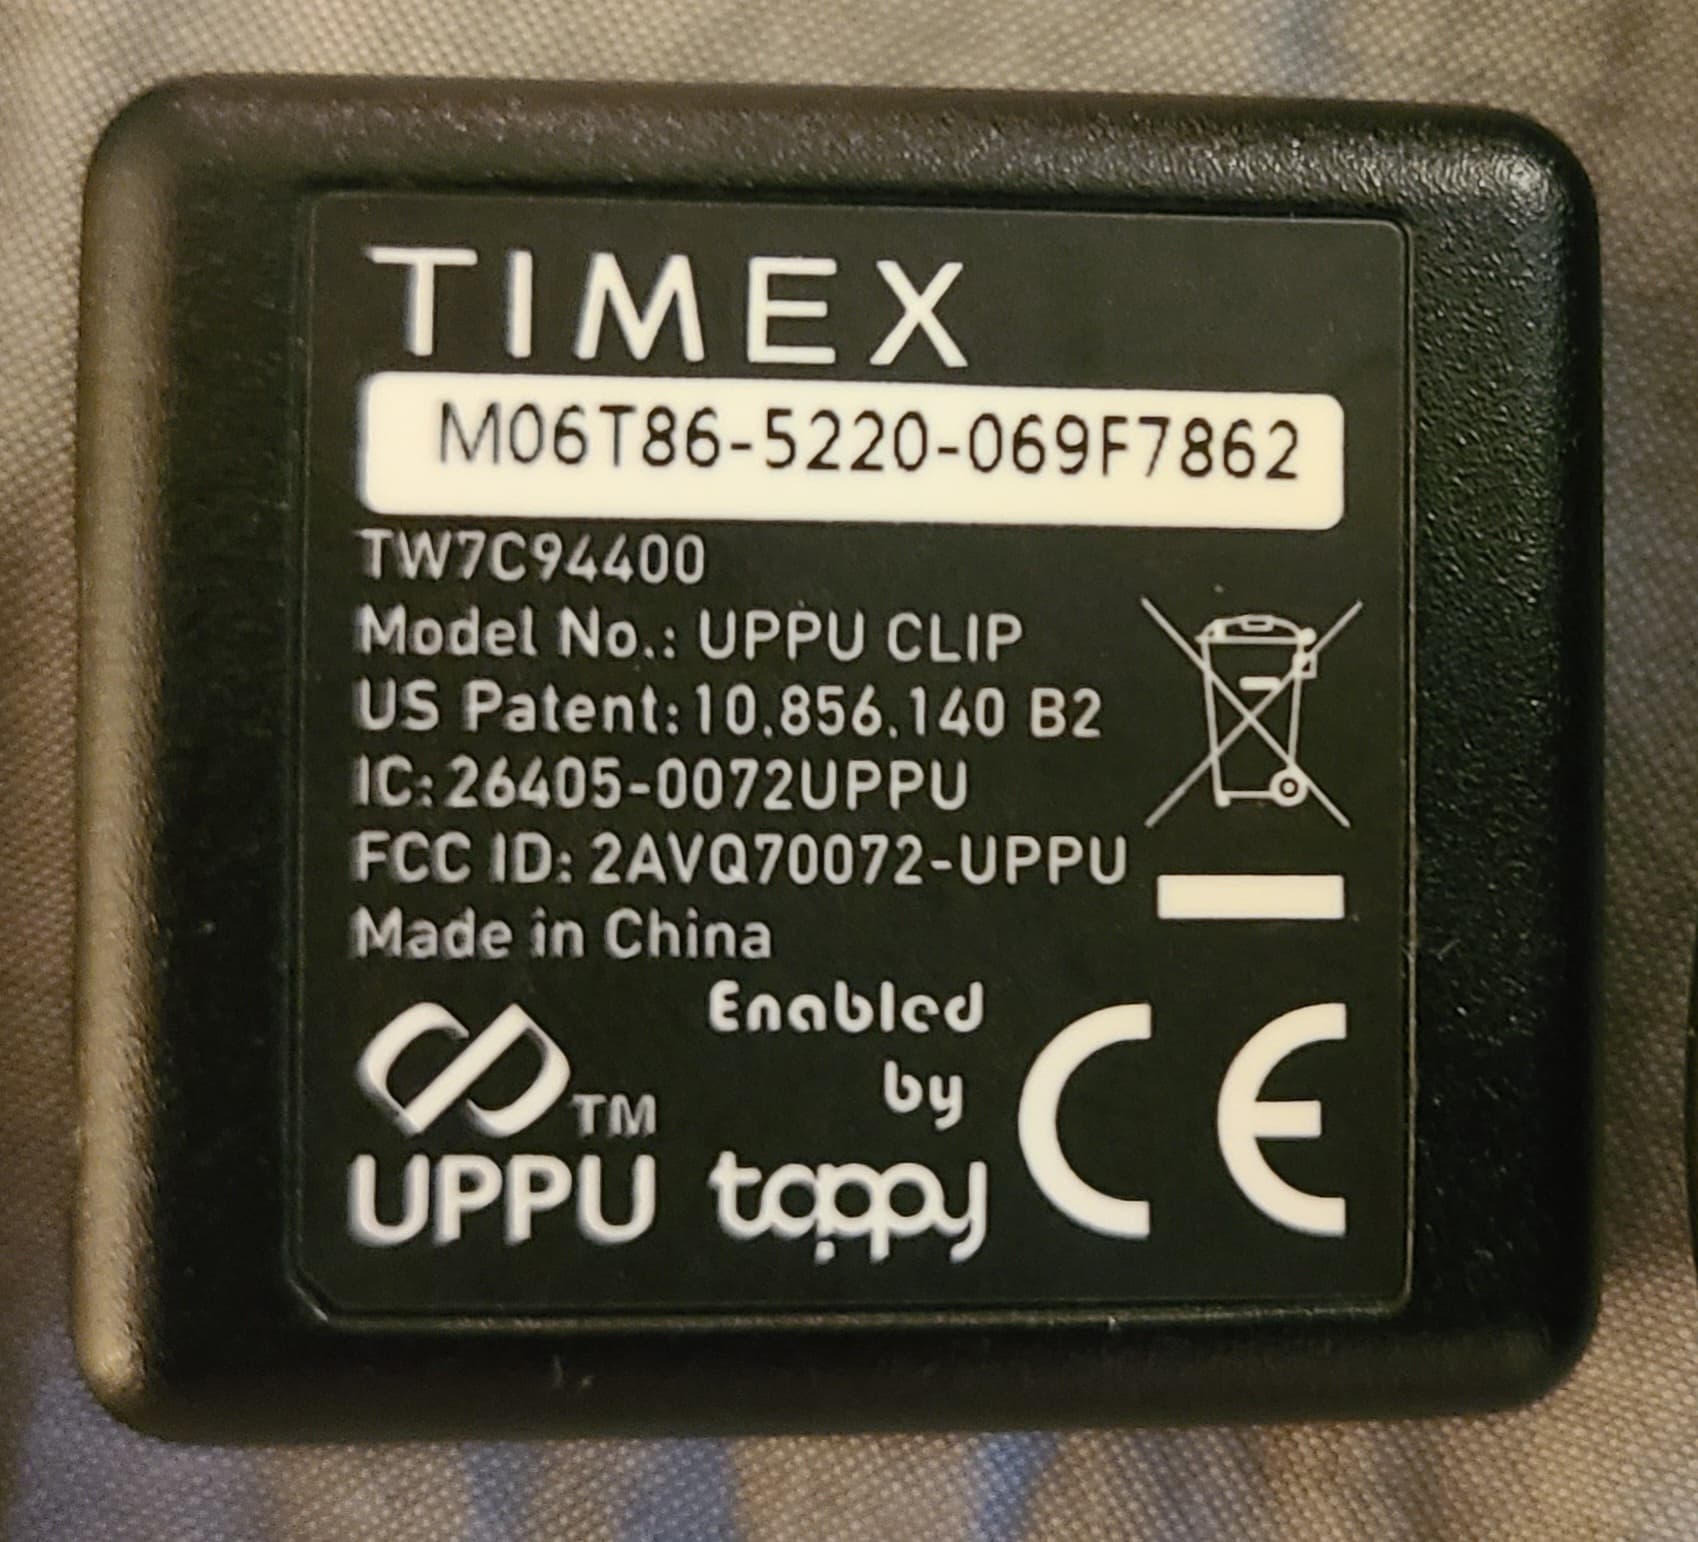 TIMEX
M06T86-5220-069F7862
TW7C94400
Model No.: UPPU CLIP
US Patent:10.856.140 B2
IC:26405-0072UPPU
FCC ID: 2AVQ70072-UPPU
Made in China
Enabled
by
TM
UPPU
tappy
CE